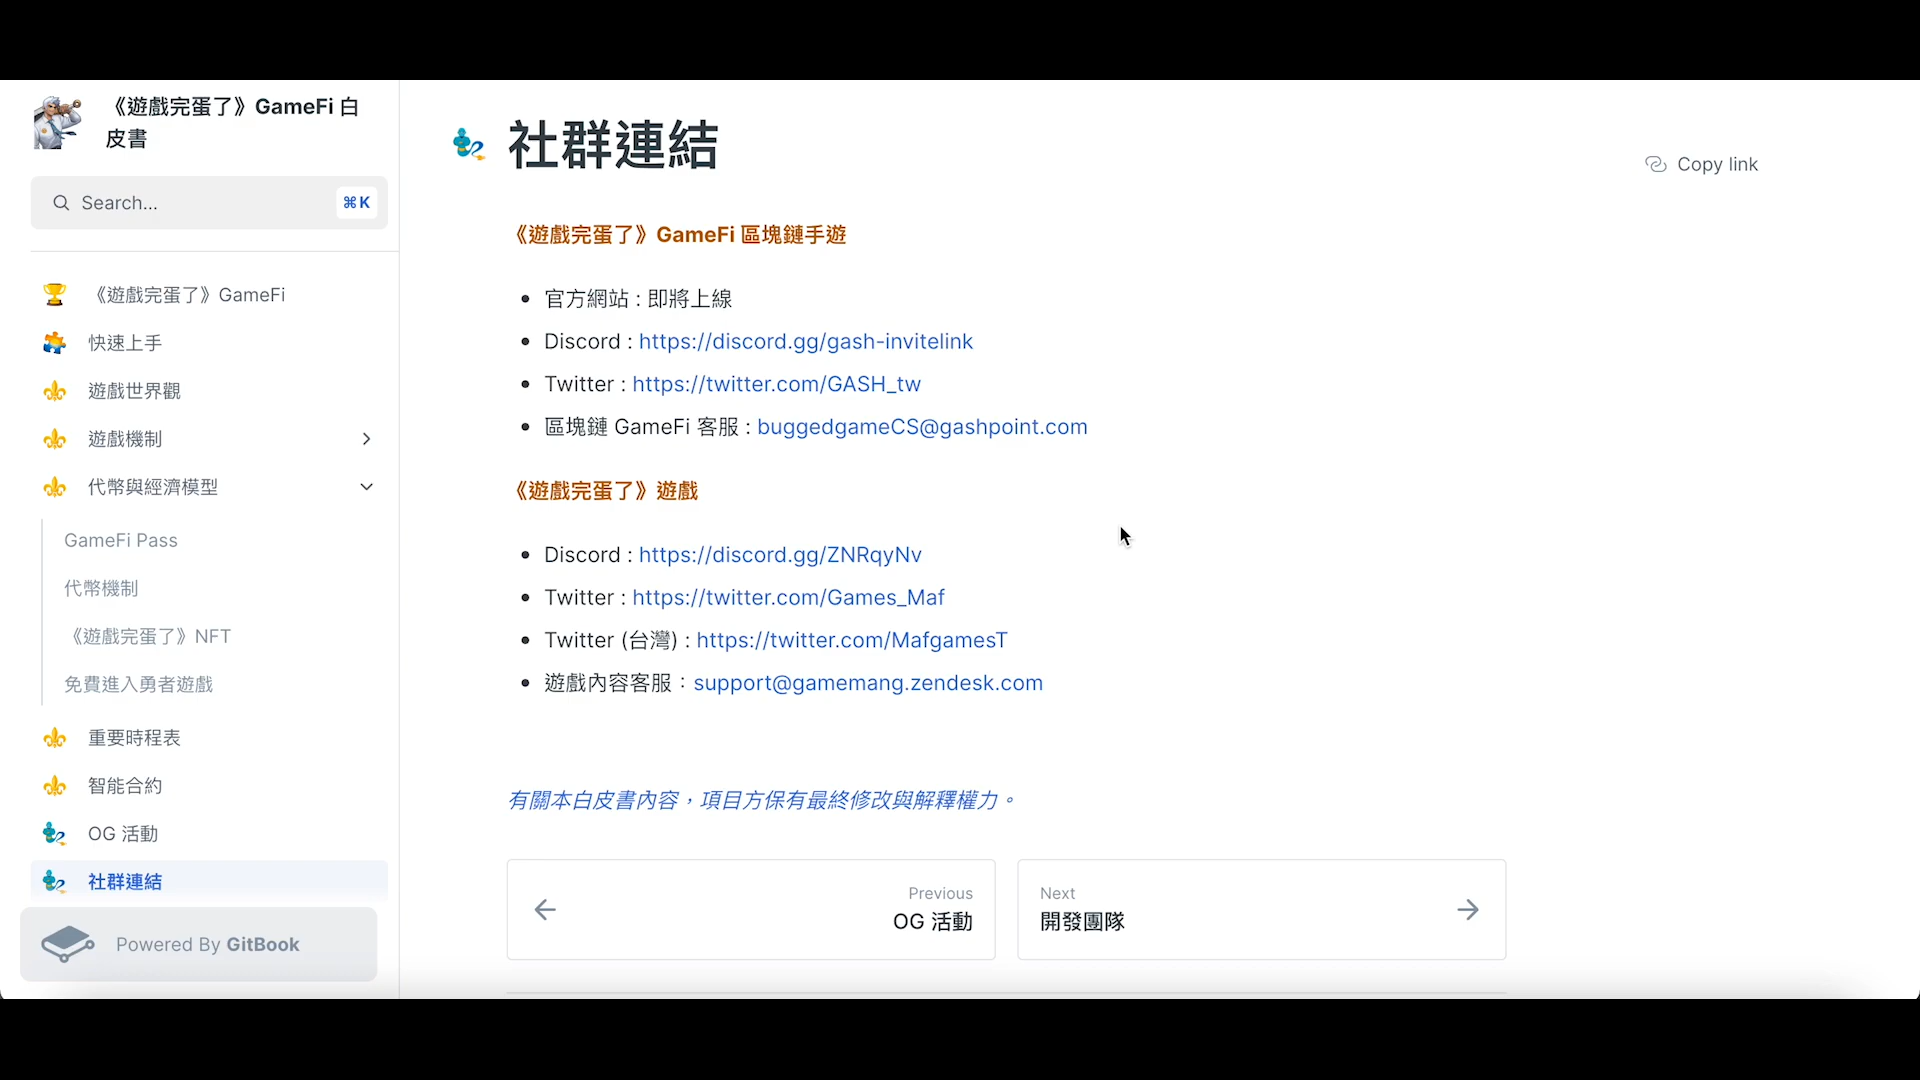 《遊戲完蛋了》GameFi 白
皮書
Search...
⌘K
《遊戲完蛋了》GameFi
快速上手
遊戲世界觀
遊戲機制
代幣與經濟模型
GameFi Pass
代幣機制
《遊戲完蛋了》NFT
免費進入勇者遊戲
重要時程表
智能合約
OG 活動
社群連結
Powered By GitBook
社群連結
Copy link
《遊戲完蛋了》GameFi 區塊鏈手遊
• 官方網站 : 即將上線
• Discord : https://discord.gg/gash-invitelink
• Twitter : https://twitter.com/GASH_tw
• 區塊鏈 GameFi 客服 : buggedgameCS@gashpoint.com
《遊戲完蛋了》遊戲
• Discord : https://discord.gg/ZNRqyNv
• Twitter : https://twitter.com/Games_Maf
• Twitter (台灣) : https://twitter.com/MafgamesT
• 遊戲內容客服：support@gamemang.zendesk.com
有關本白皮書內容，項目方保有最終修改與解釋權力。
Previous
OG 活動
Next
開發團隊